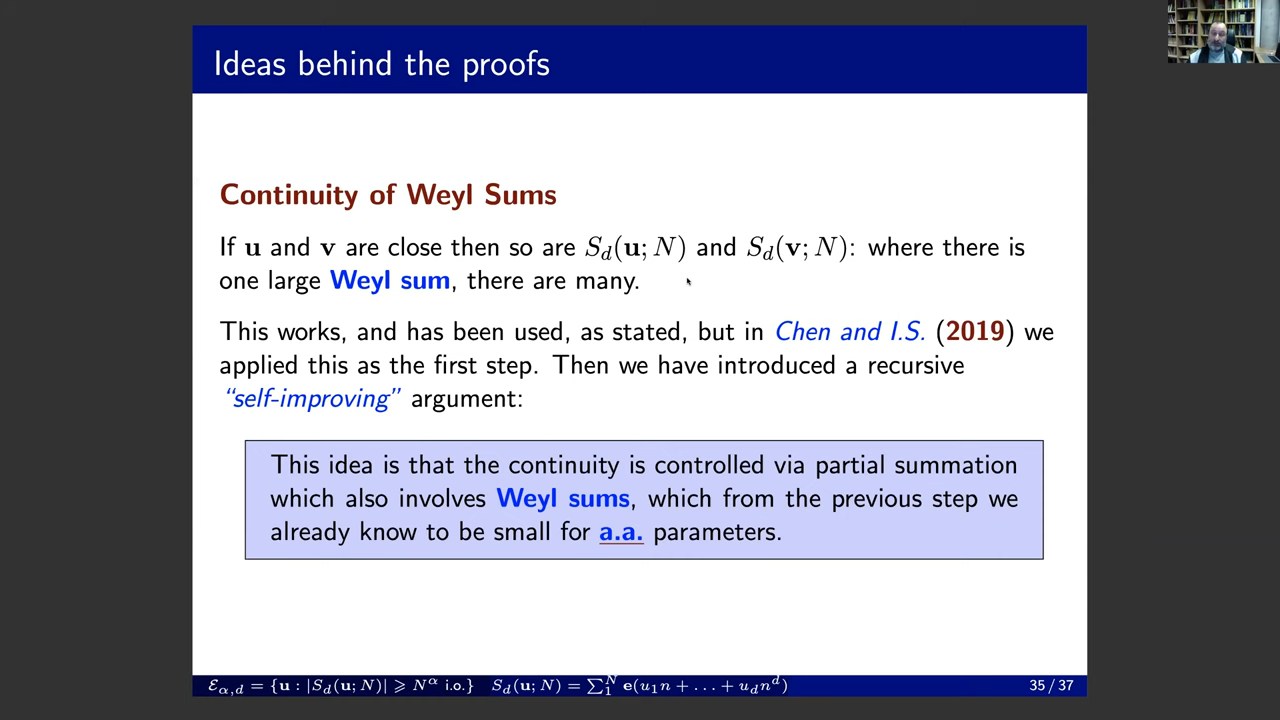 Ideas behind the proofs
Continuity of Weyl Sums
If u and v are close then so are S_d(u; N) and S_d(v; N): where there is
one large Weyl sum, there are many.
This works, and has been used, as stated, but in Chen and I.S. (2019) we
applied this as the first step. Then we have introduced a recursive
“self-improving” argument:
This idea is that the continuity is controlled via partial summation
which also involves Weyl sums, which from the previous step we
already know to be small for a.a. parameters.
ℰ_{α,d} = {u : |S_d(u; N)| ⩾ N^α i.o.} S_d(u; N) = ∑_1^N e(u_1n + … + u_dn^d) 35 / 37